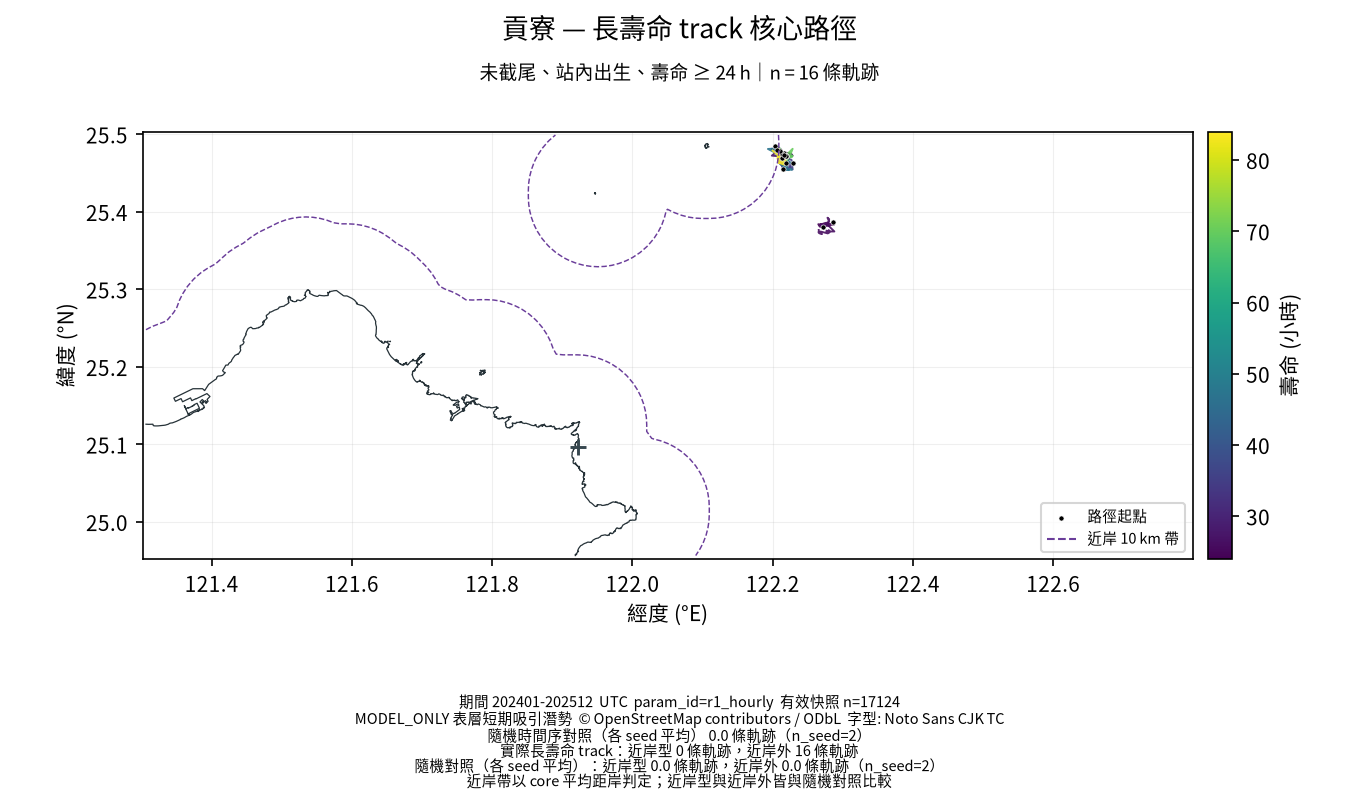 貢寮 — 長壽命 track 核心路徑
未截尾、站內出生、壽命 ≥ 24 h｜n = 16 條軌跡
25.5
25.4
25.3
25.2
25.1
25.0
緯度 (°N)
121.4 121.6 121.8 122.0 122.2 122.4 122.6
經度 (°E)
路徑起點
近岸 10 km 帶
80
70
60
50
40
30
壽命 (小時)
期間 202401-202512 UTC param_id=r1_hourly 有效快照 n=17124
MODEL_ONLY 表層短期吸引潛勢 © OpenStreetMap contributors / ODbL 字型: Noto Sans CJK TC
隨機時間序對照（各 seed 平均） 0.0 條軌跡（n_seed=2）
實際長壽命 track：近岸型 0 條軌跡，近岸外 16 條軌跡
隨機對照（各 seed 平均）：近岸型 0.0 條軌跡，近岸外 0.0 條軌跡（n_seed=2）
近岸帶以 core 平均距岸判定；近岸型與近岸外皆與隨機對照比較